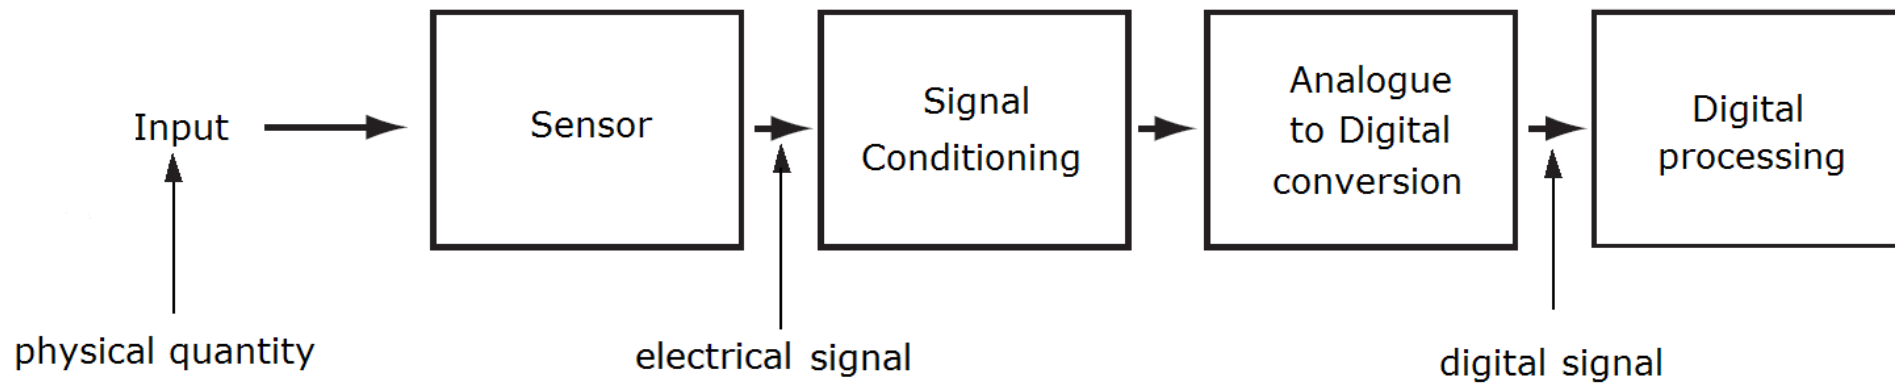 Input
Sensor
Signal
Conditioning
Analogue
to Digital
conversion
Digital
processing
physical quantity
electrical signal
digital signal